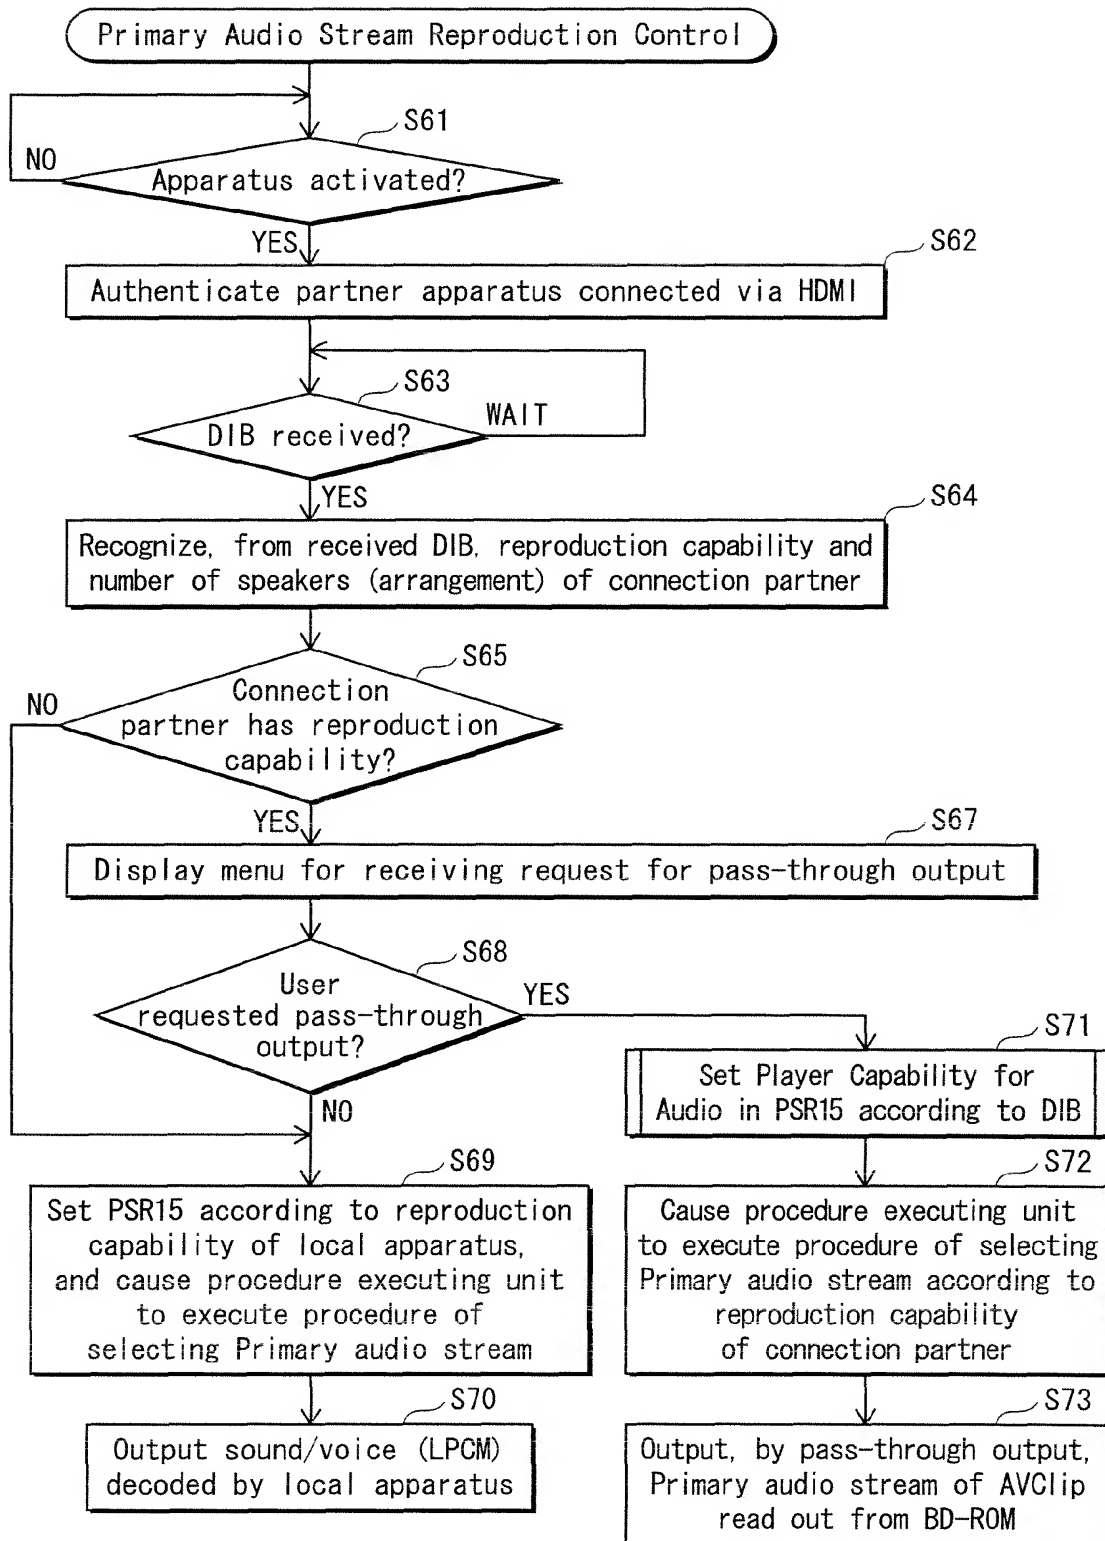 Primary Audio Stream Reproduction Control
S61
NO
Apparatus activated?
YES
S62
Authenticate partner apparatus connected via HDMI
S63
WAIT
DIB received?
YES
S64
Recognize, from received DIB, reproduction capability and
number of speakers (arrangement) of connection partner
S65
NO
Connection
partner has reproduction
capability?
YES
S67
Display menu for receiving request for pass-through output
S68
User
requested pass-through
output?
YES
NO
S71
Set Player Capability for
Audio in PSR15 according to DIB
S69
Set PSR15 according to reproduction
capability of local apparatus,
and cause procedure executing unit
to execute procedure of
selecting Primary audio stream
S72
Cause procedure executing unit
to execute procedure of selecting
Primary audio stream according to
reproduction capability
of connection partner
S70
Output sound/voice (LPCM)
decoded by local apparatus
S73
Output, by pass-through output,
Primary audio stream of AVClip
read out from BD-ROM